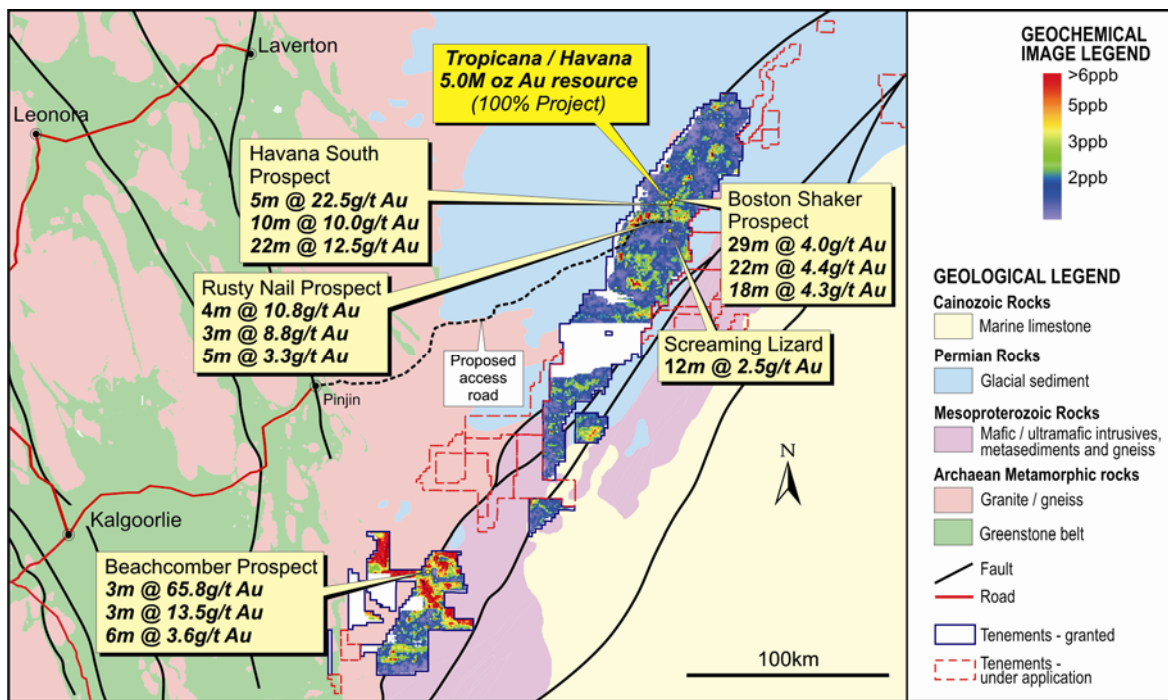 Laverton
Leonora
Tropicana / Havana
5.0M oz Au resource
(100% Project)
Havana South
Prospect
5m @ 22.5g/t Au
10m @ 10.0g/t Au
22m @ 12.5g/t Au
Boston Shaker
Prospect
29m @ 4.0g/t Au
22m @ 4.4g/t Au
18m @ 4.3g/t Au
Rusty Nail Prospect
4m @ 10.8g/t Au
3m @ 8.8g/t Au
5m @ 3.3g/t Au
Screaming Lizard
12m @ 2.5g/t Au
Proposed
access
road
Pinjin
N
Kalgoorlie
Beachcomber Prospect
3m @ 65.8g/t Au
3m @ 13.5g/t Au
6m @ 3.6g/t Au
100km
GEOCHEMICAL
IMAGE LEGEND
>6ppb
5ppb
3ppb
2ppb
GEOLOGICAL LEGEND
Cainozoic Rocks
Marine limestone
Permian Rocks
Glacial sediment
Mesoproterozoic Rocks
Mafic / ultramafic intrusives,
metasediments and gneiss
Archaean Metamorphic rocks
Granite / gneiss
Greenstone belt
Fault
Road
Tenements - granted
Tenements -
under application